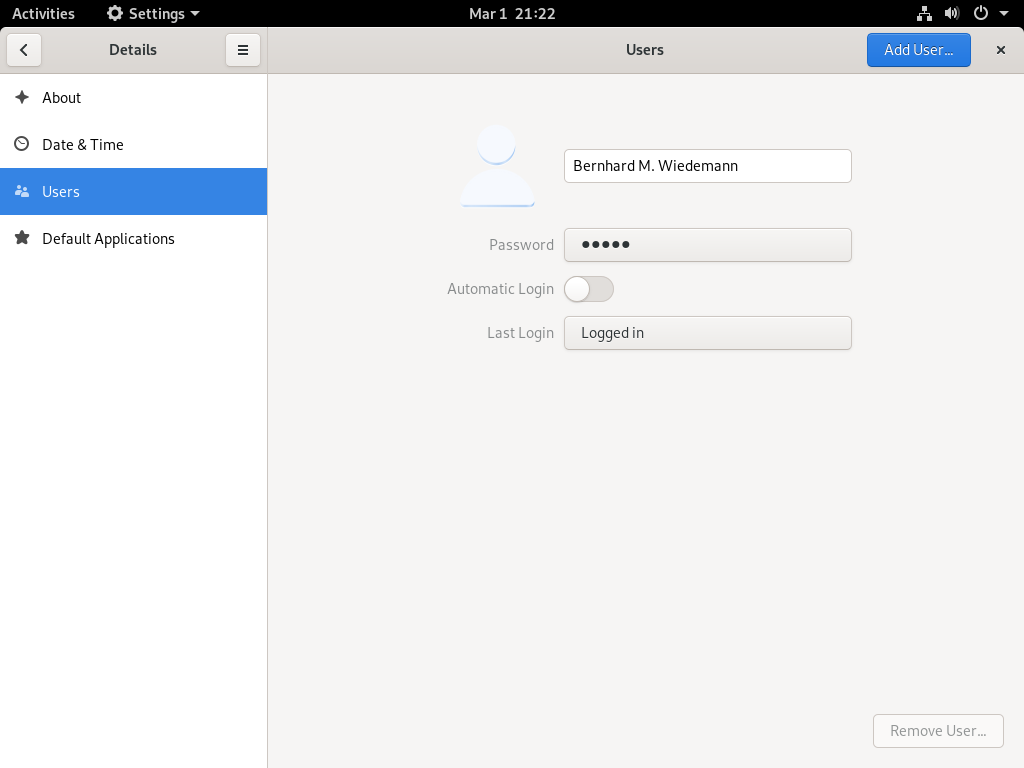 Activities Settings Mar 1 21:22
Details Users Add User…
About
Date & Time
Users
Default Applications
Bernhard M. Wiedemann
Password ●●●●●
Automatic Login
Last Login Logged in
Remove User…